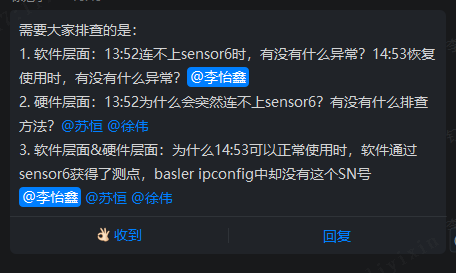 需要大家排查的是：
1. 软件层面：13:52连不上sensor6时，有没有什么异常？14:53恢复
使用时，有没有什么异常？@李怡鑫
2. 硬件层面：13:52为什么会突然连不上sensor6？有没有什么排查
方法？@苏恒 @徐伟
3. 软件层面&硬件层面：为什么14:53可以正常使用时，软件通过
sensor6获得了测点，basler ipconfig中却没有这个SN号
@李怡鑫 @苏恒 @徐伟
👌🏻 收到 回复